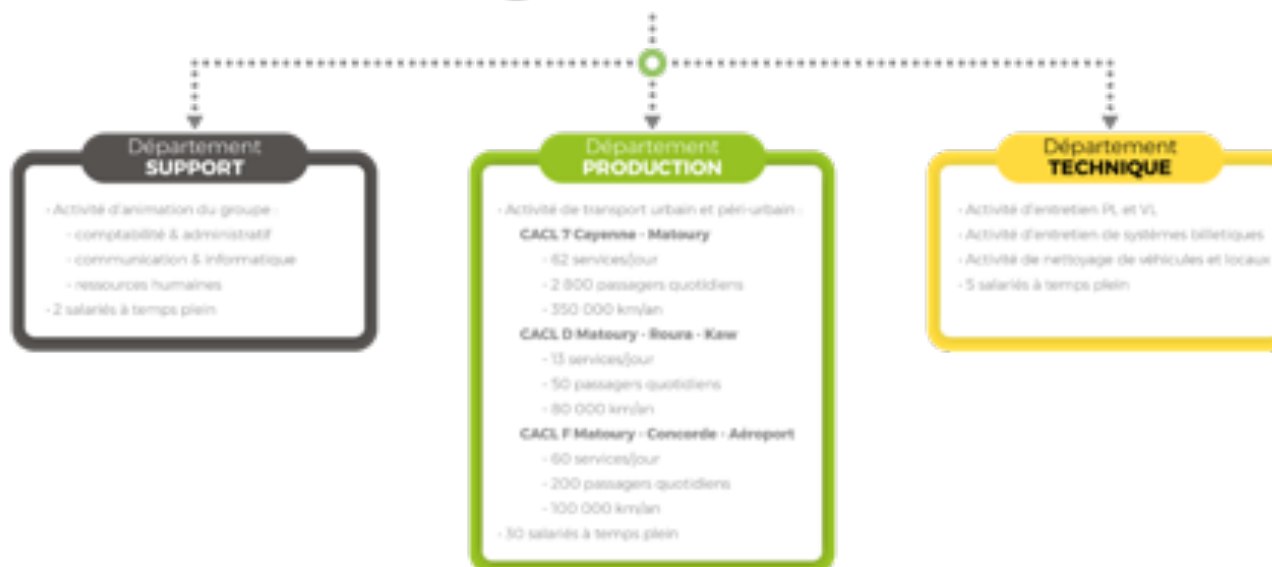 Département
SUPPORT
- Activité d'animation du groupe :
- comptabilité & administratif
- communication & informatique
- ressources humaines
- 2 salariés à temps plein
Département
PRODUCTION
- Activité de transport urbain et péri-urbain :
CACL 7 Cayenne - Matoury
- 62 services/jour
- 2 800 passagers quotidiens
- 350 000 km/an
CACL D Matoury - Roura - Kaw
- 13 services/jour
- 50 passagers quotidiens
- 80 000 km/an
CACL F Matoury - Concorde - Aéroport
- 60 services/jour
- 200 passagers quotidiens
- 100 000 km/an
- 30 salariés à temps plein
Département
TECHNIQUE
- Activité d'entretien PL et VL
- Activité d'entretien de systèmes billetiques
- Activité de nettoyage de véhicules et locaux
- 5 salariés à temps plein